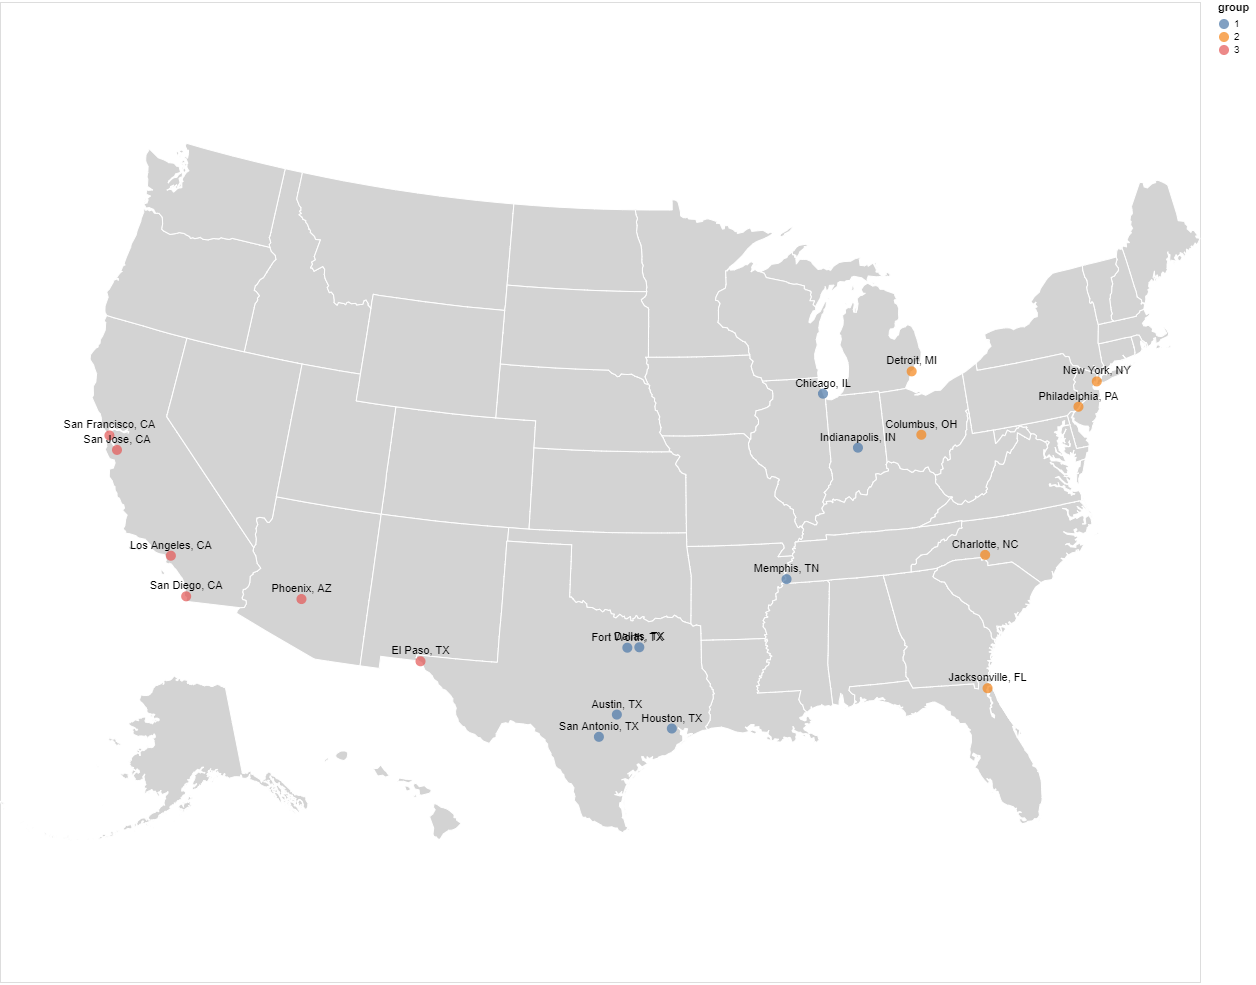 group
1
2
3
Detroit, MI
New York, NY
Chicago, IL
Philadelphia, PA
San Francisco, CA
Columbus, OH
San Jose, CA
Indianapolis, IN
Los Angeles, CA
Charlotte, NC
Memphis, TN
San Diego, CA
Phoenix, AZ
Fort Worth, TX
Dallas, TX
El Paso, TX
Jacksonville, FL
Austin, TX
Houston, TX
San Antonio, TX